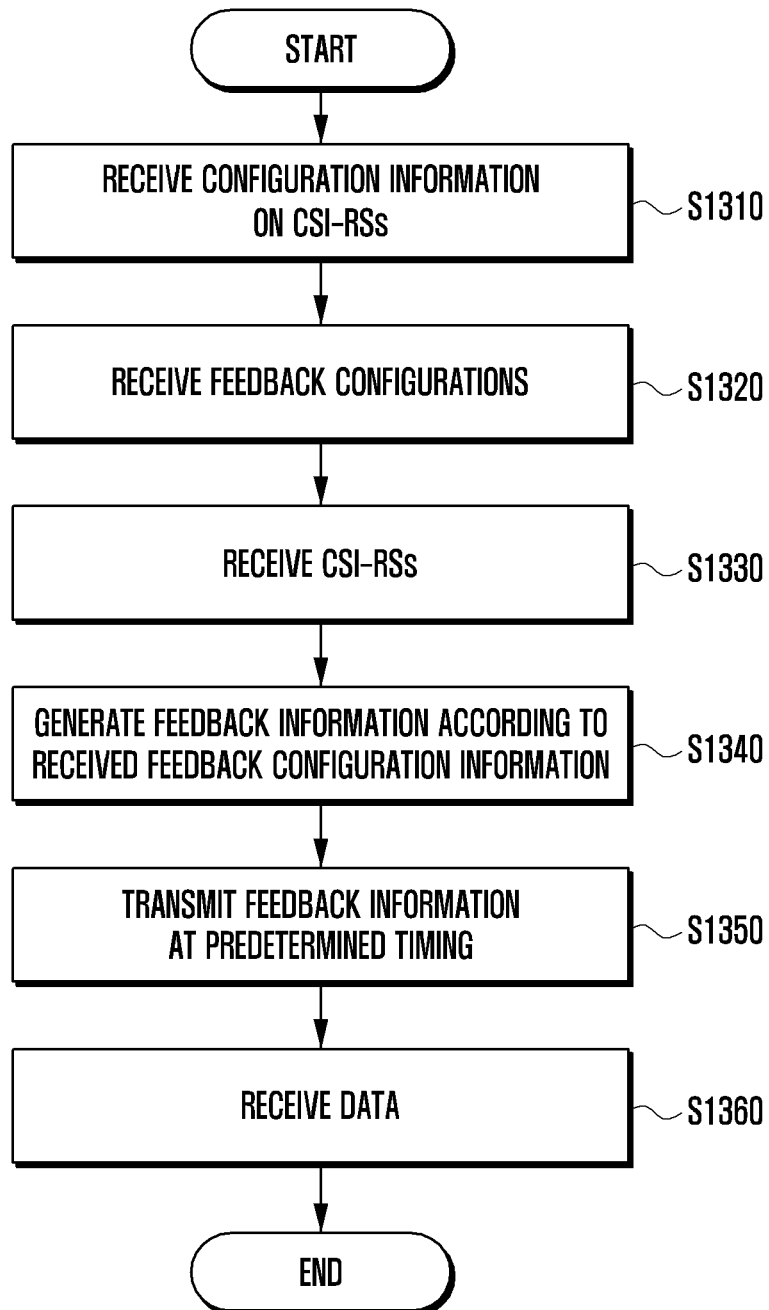 START
RECEIVE CONFIGURATION INFORMATION
ON CSI-RSs
S1310
RECEIVE FEEDBACK CONFIGURATIONS
S1320
RECEIVE CSI-RSs
S1330
GENERATE FEEDBACK INFORMATION ACCORDING TO
RECEIVED FEEDBACK CONFIGURATION INFORMATION
S1340
TRANSMIT FEEDBACK INFORMATION
AT PREDETERMINED TIMING
S1350
RECEIVE DATA
S1360
END